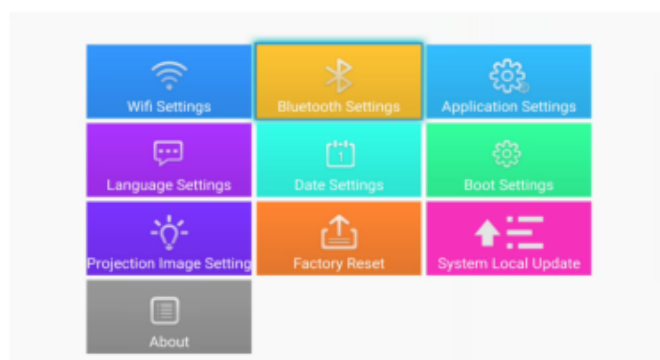 Wifi Settings
Bluetooth Settings
Application Settings
Language Settings
1
Date Settings
Boot Settings
Projection Image Setting
Factory Reset
System Local Update
About